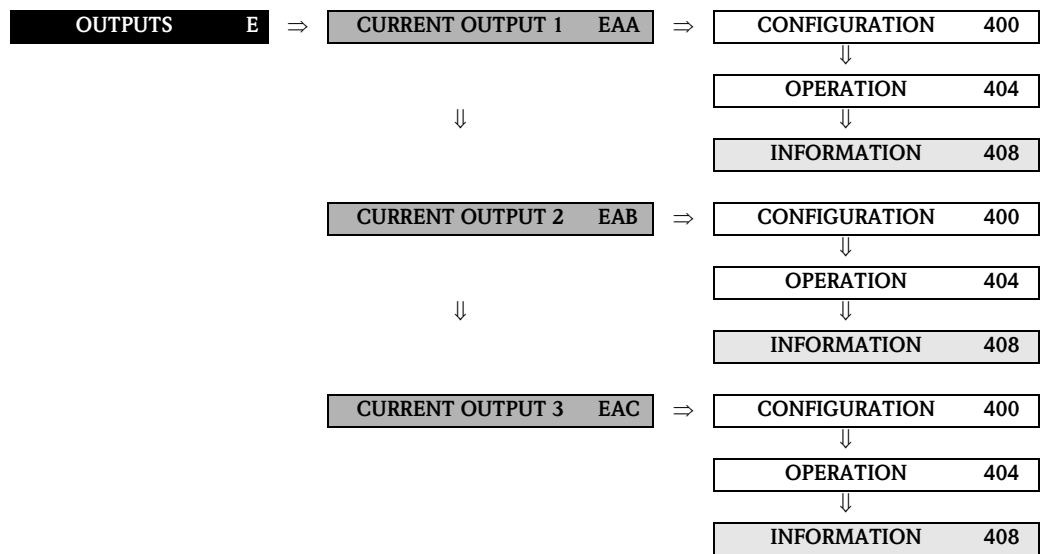 OUTPUTS E ⇒ CURRENT OUTPUT 1 EAA ⇒ CONFIGURATION 400
⇓
OPERATION 404
⇓ ⇓
INFORMATION 408
CURRENT OUTPUT 2 EAB ⇒ CONFIGURATION 400
⇓
OPERATION 404
⇓ ⇓
INFORMATION 408
CURRENT OUTPUT 3 EAC ⇒ CONFIGURATION 400
⇓
OPERATION 404
⇓
INFORMATION 408